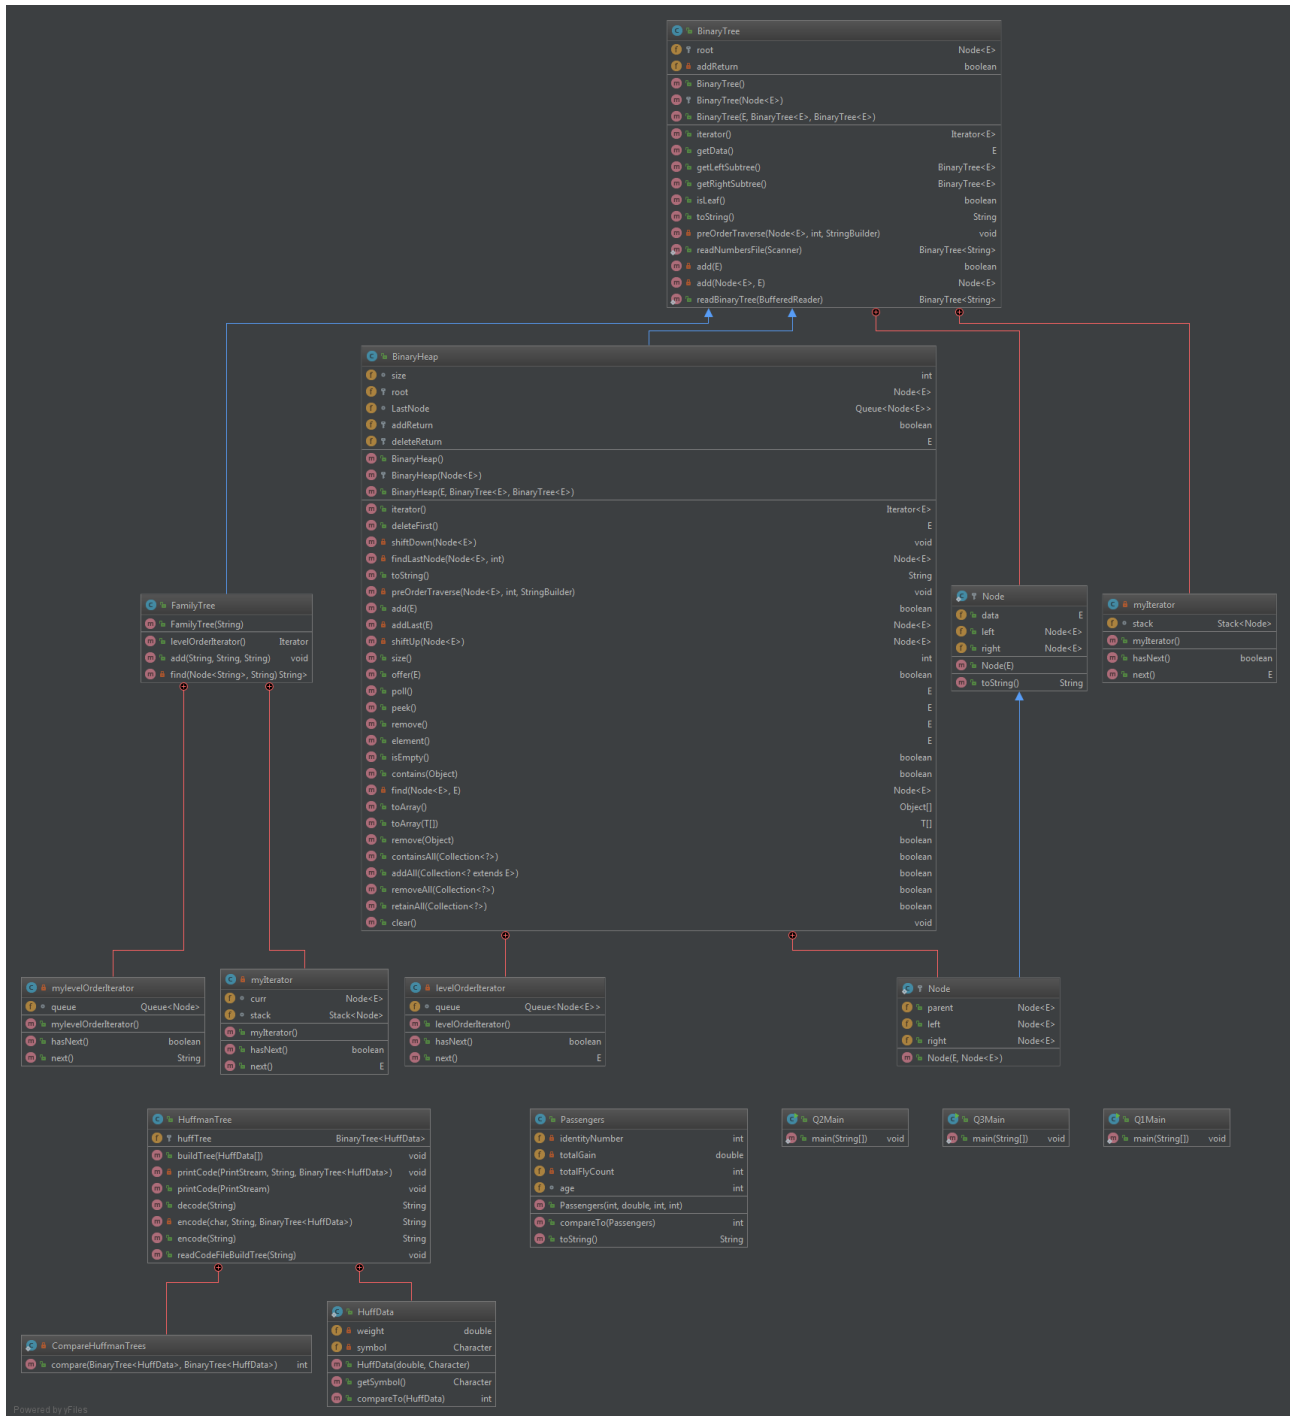 BinaryTree
root Node<E>
addReturn boolean
BinaryTree()
BinaryTree(Node<E>)
BinaryTree(E, BinaryTree<E>, BinaryTree<E>)
iterator() Iterator<E>
getData() E
getLeftSubtree() BinaryTree<E>
getRightSubtree() BinaryTree<E>
isLeaf() boolean
toString() String
preOrderTraverse(Node<E>, int, StringBuilder) void
readNumbersFile(Scanner) BinaryTree<String>
add(E) boolean
add(Node<E>, E) Node<E>
readBinaryTree(BufferedReader) BinaryTree<String>
BinaryHeap
size int
root Node<E>
LastNode Queue<Node<E>>
addReturn boolean
deleteReturn E
BinaryHeap()
BinaryHeap(Node<E>)
BinaryHeap(E, BinaryTree<E>, BinaryTree<E>)
iterator() Iterator<E>
deleteFirst() E
shiftDown(Node<E>) void
findLastNode(Node<E>, int) Node<E>
toString() String
preOrderTraverse(Node<E>, int, StringBuilder) void
add(E) boolean
addLast(E) Node<E>
shiftUp(Node<E>) Node<E>
size() int
offer(E) boolean
poll() E
peek() E
remove() E
element() E
isEmpty() boolean
contains(Object) boolean
find(Node<E>, E) Node<E>
toArray() Object[]
toArray(T[]) T[]
remove(Object) boolean
containsAll(Collection<?>) boolean
addAll(Collection<? extends E>) boolean
removeAll(Collection<?>) boolean
retainAll(Collection<?>) boolean
clear() void
FamilyTree
FamilyTree(String)
levelOrderIterator() Iterator
add(String, String, String) void
find(Node<String>, String) String>
Node
data E
left Node<E>
right Node<E>
Node(E)
toString() String
myIterator
stack Stack<Node>
myIterator()
hasNext() boolean
next() E
mylevelOrderIterator
queue Queue<Node>
mylevelOrderIterator()
hasNext() boolean
next() String
myIterator
curr Node<E>
stack Stack<Node>
myIterator()
hasNext() boolean
next() E
levelOrderIterator
queue Queue<Node<E>>
levelOrderIterator()
hasNext() boolean
next() E
Node
parent Node<E>
left Node<E>
right Node<E>
Node(E, Node<E>)
HuffmanTree
huffTree BinaryTree<HuffData>
buildTree(HuffData[]) void
printCode(PrintStream, String, BinaryTree<HuffData>) void
printCode(PrintStream) void
decode(String) String
encode(char, String, BinaryTree<HuffData>) String
encode(String) String
readCodeFileBuildTree(String) void
Passengers
identityNumber int
totalGain double
totalFlyCount int
age int
Passengers(int, double, int, int)
compareTo(Passengers) int
toString() String
Q2Main
main(String[]) void
Q3Main
main(String[]) void
Q1Main
main(String[]) void
HuffData
weight double
symbol Character
HuffData(double, Character)
getSymbol() Character
compareTo(HuffData) int
CompareHuffmanTrees
compare(BinaryTree<HuffData>, BinaryTree<HuffData>) int
Powered by yFiles